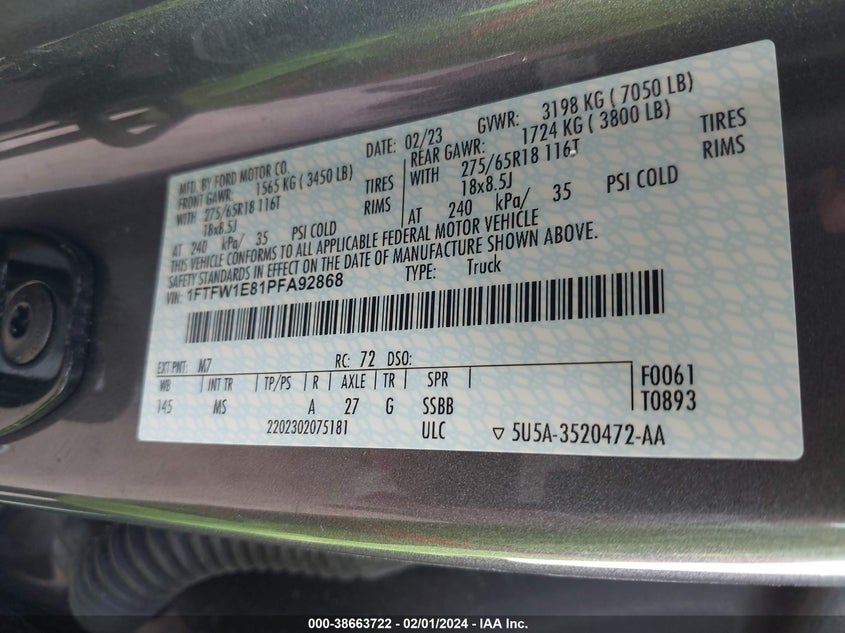 MFD. BY FORD MOTOR CO. DATE: 02/23 GVWR: 3198 KG ( 7050 LB)
FRONT GAWR: 1565 KG ( 3450 LB) REAR GAWR: 1724 KG ( 3800 LB)
WITH 275/65R18 116T TIRES WITH 275/65R18 116T TIRES
18x8.5J RIMS 18x8.5J RIMS
AT 240 kPa/ 35 PSI COLD AT 240 kPa/ 35 PSI COLD
THIS VEHICLE CONFORMS TO ALL APPLICABLE FEDERAL MOTOR VEHICLE
SAFETY STANDARDS IN EFFECT ON THE DATE OF MANUFACTURE SHOWN ABOVE.
VIN: 1FTFW1E81PFA92868 TYPE: Truck
EXT PNT: M7 RC: 72 DSO:
WB | INT TR | TP/PS | R | AXLE | TR | SPR | F0061
145 MS A 27 G SSBB T0893
2202302075181 ULC ▽ 5U5A-3520472-AA
000-38663722 - 02/01/2024 - IAA Inc.